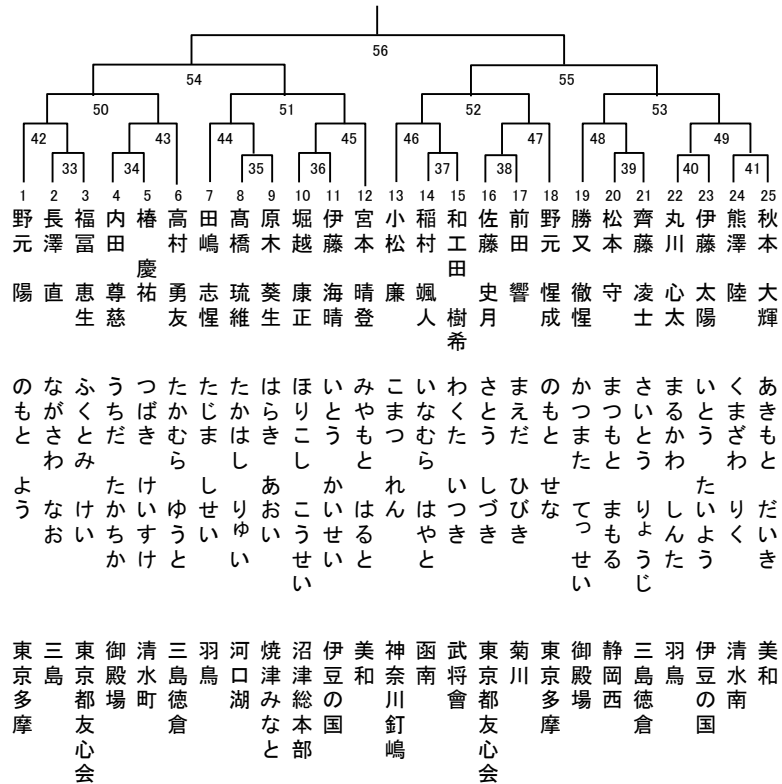 56
54
55
50
51
52
53
42
43
44
45
46
47
48
49
33
34
35
36
37
38
39
40
41
1 野元 陽 のもと よう 東京多摩
2 長澤 直 ながさわ なお 三島
3 福冨 恵生 ふくとみ けい 東京都友心会
4 内田 尊慈 うちだ たかちか 御殿場
5 椿 慶祐 つばき けいすけ 清水町
6 高村 勇友 たかむら ゆうと 三島徳倉
7 田嶋 志惺 たじま しせい 羽鳥
8 髙橋 琉維 たかはし りゅい 河口湖
9 原木 葵生 はらき あおい 焼津みなと
10 堀越 康正 ほりこし こうせい 沼津総本部
11 伊藤 海晴 いとう かいせい 伊豆の国
12 宮本 晴登 みやもと はると 美和
13 小松 廉 こまつ れん 神奈川釘嶋
14 稲村 颯人 いなむら はやと 函南
15 和工田 樹希 わくた いつき 武将會
16 佐藤 史月 さとう しづき 東京都友心会
17 前田 響 まえだ ひびき 菊川
18 野元 惺成 のもと せな 東京多摩
19 勝又 徹惺 かつまた てっせい 御殿場
20 松本 守 まつもと まもる 静岡西
21 齊藤 凌士 さいとう りょうじ 三島徳倉
22 丸川 心太 まるかわ しんた 羽鳥
23 伊藤 太陽 いとう たいよう 伊豆の国
24 熊澤 陸 くまざわ りく 清水南
25 秋本 大輝 あきもと だいき 美和